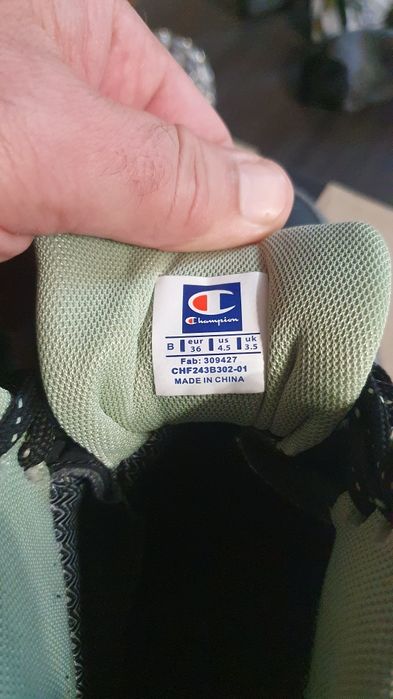 Champion
B eur us uk
36 4.5 3.5
Fab: 309427
CHF243B302-01
MADE IN CHINA